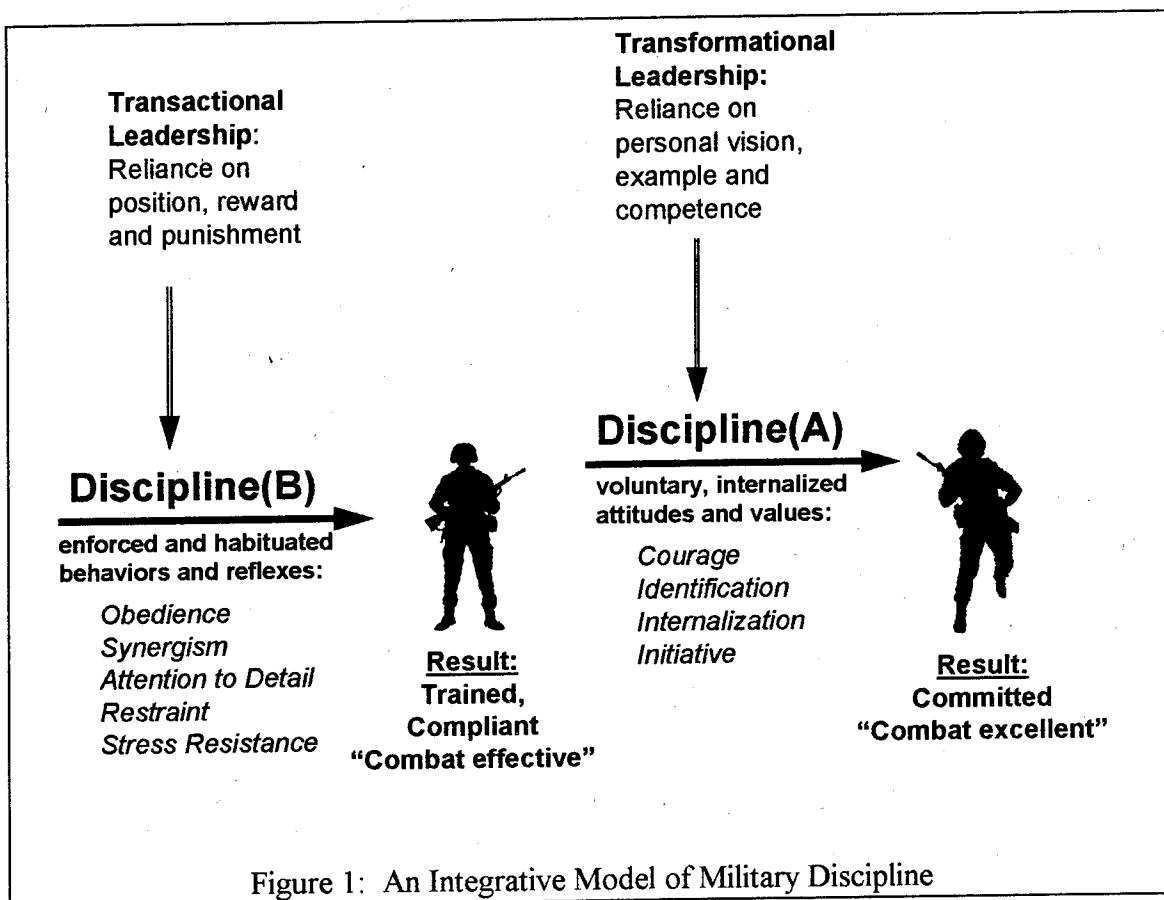 Transactional
Leadership:
Reliance on
position, reward
and punishment
Transformational
Leadership:
Reliance on
personal vision,
example and
competence
Discipline(B)
enforced and habituated
behaviors and reflexes:
Obedience
Synergism
Attention to Detail
Restraint
Stress Resistance
Result:
Trained,
Compliant
“Combat effective”
Discipline(A)
voluntary, internalized
attitudes and values:
Courage
Identification
Internalization
Initiative
Result:
Committed
“Combat excellent”
Figure 1: An Integrative Model of Military Discipline